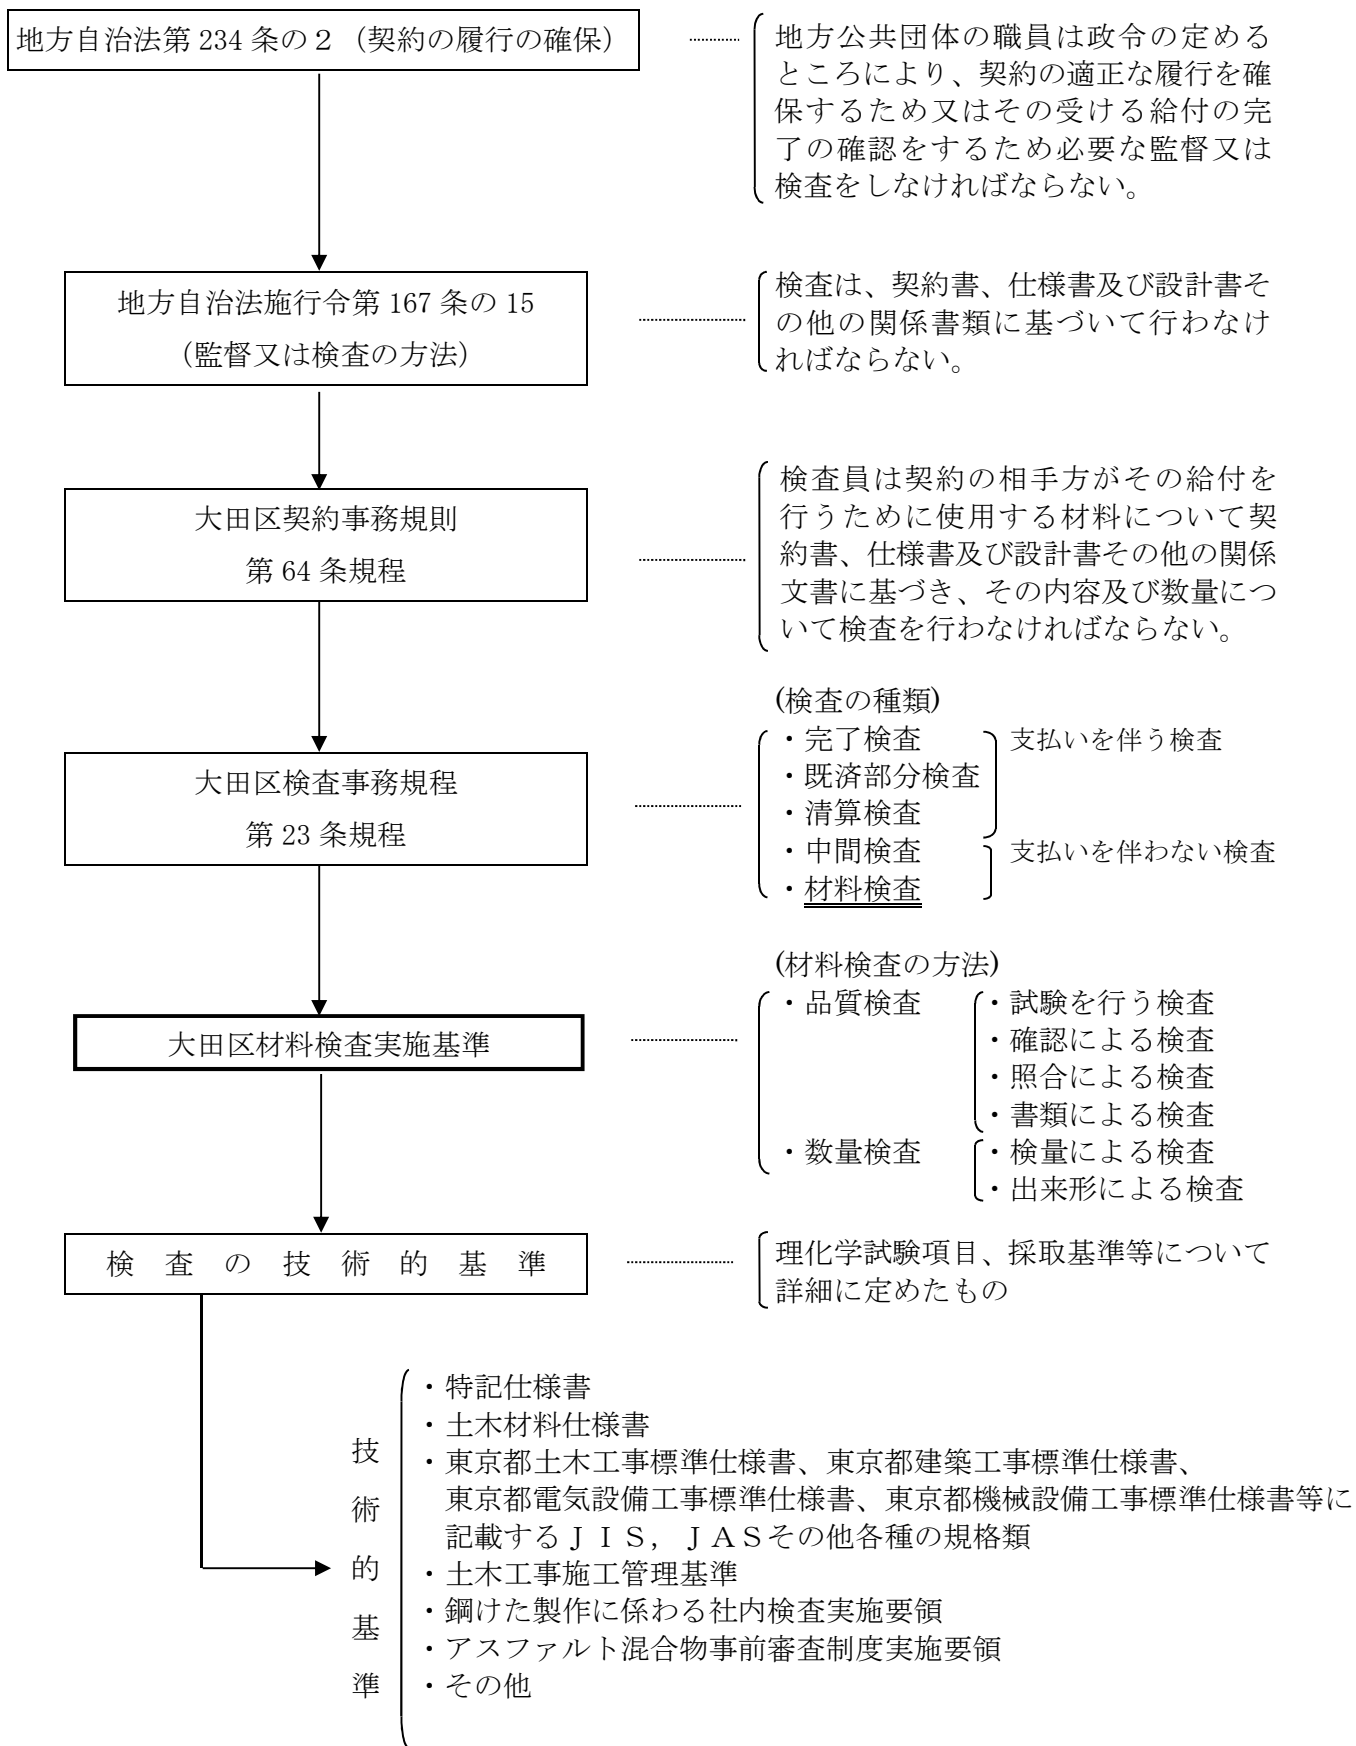 地方自治法第 234 条の２（契約の履行の確保）
地方公共団体の職員は政令の定める
ところにより、契約の適正な履行を確
保するため又はその受ける給付の完
了の確認をするため必要な監督又は
検査をしなければならない。
地方自治法施行令第 167 条の 15
（監督又は検査の方法）
検査は、契約書、仕様書及び設計書そ
の他の関係書類に基づいて行わなけ
ればならない。
大田区契約事務規則
第 64 条規程
検査員は契約の相手方がその給付を
行うために使用する材料について契
約書、仕様書及び設計書その他の関係
文書に基づき、その内容及び数量につ
いて検査を行わなければならない。
大田区検査事務規程
第 23 条規程
(検査の種類)
・完了検査
・既済部分検査
・清算検査
支払いを伴う検査
・中間検査
・材料検査
支払いを伴わない検査
大田区材料検査実施基準
(材料検査の方法)
・品質検査
・試験を行う検査
・確認による検査
・照合による検査
・書類による検査
・数量検査
・検量による検査
・出来形による検査
検　査　の　技　術　的　基　準
理化学試験項目、採取基準等について
詳細に定めたもの
技術的基準
・特記仕様書
・土木材料仕様書
・東京都土木工事標準仕様書、東京都建築工事標準仕様書、
東京都電気設備工事標準仕様書、東京都機械設備工事標準仕様書等に
記載するＪＩＳ，ＪＡＳその他各種の規格類
・土木工事施工管理基準
・鋼けた製作に係わる社内検査実施要領
・アスファルト混合物事前審査制度実施要領
・その他